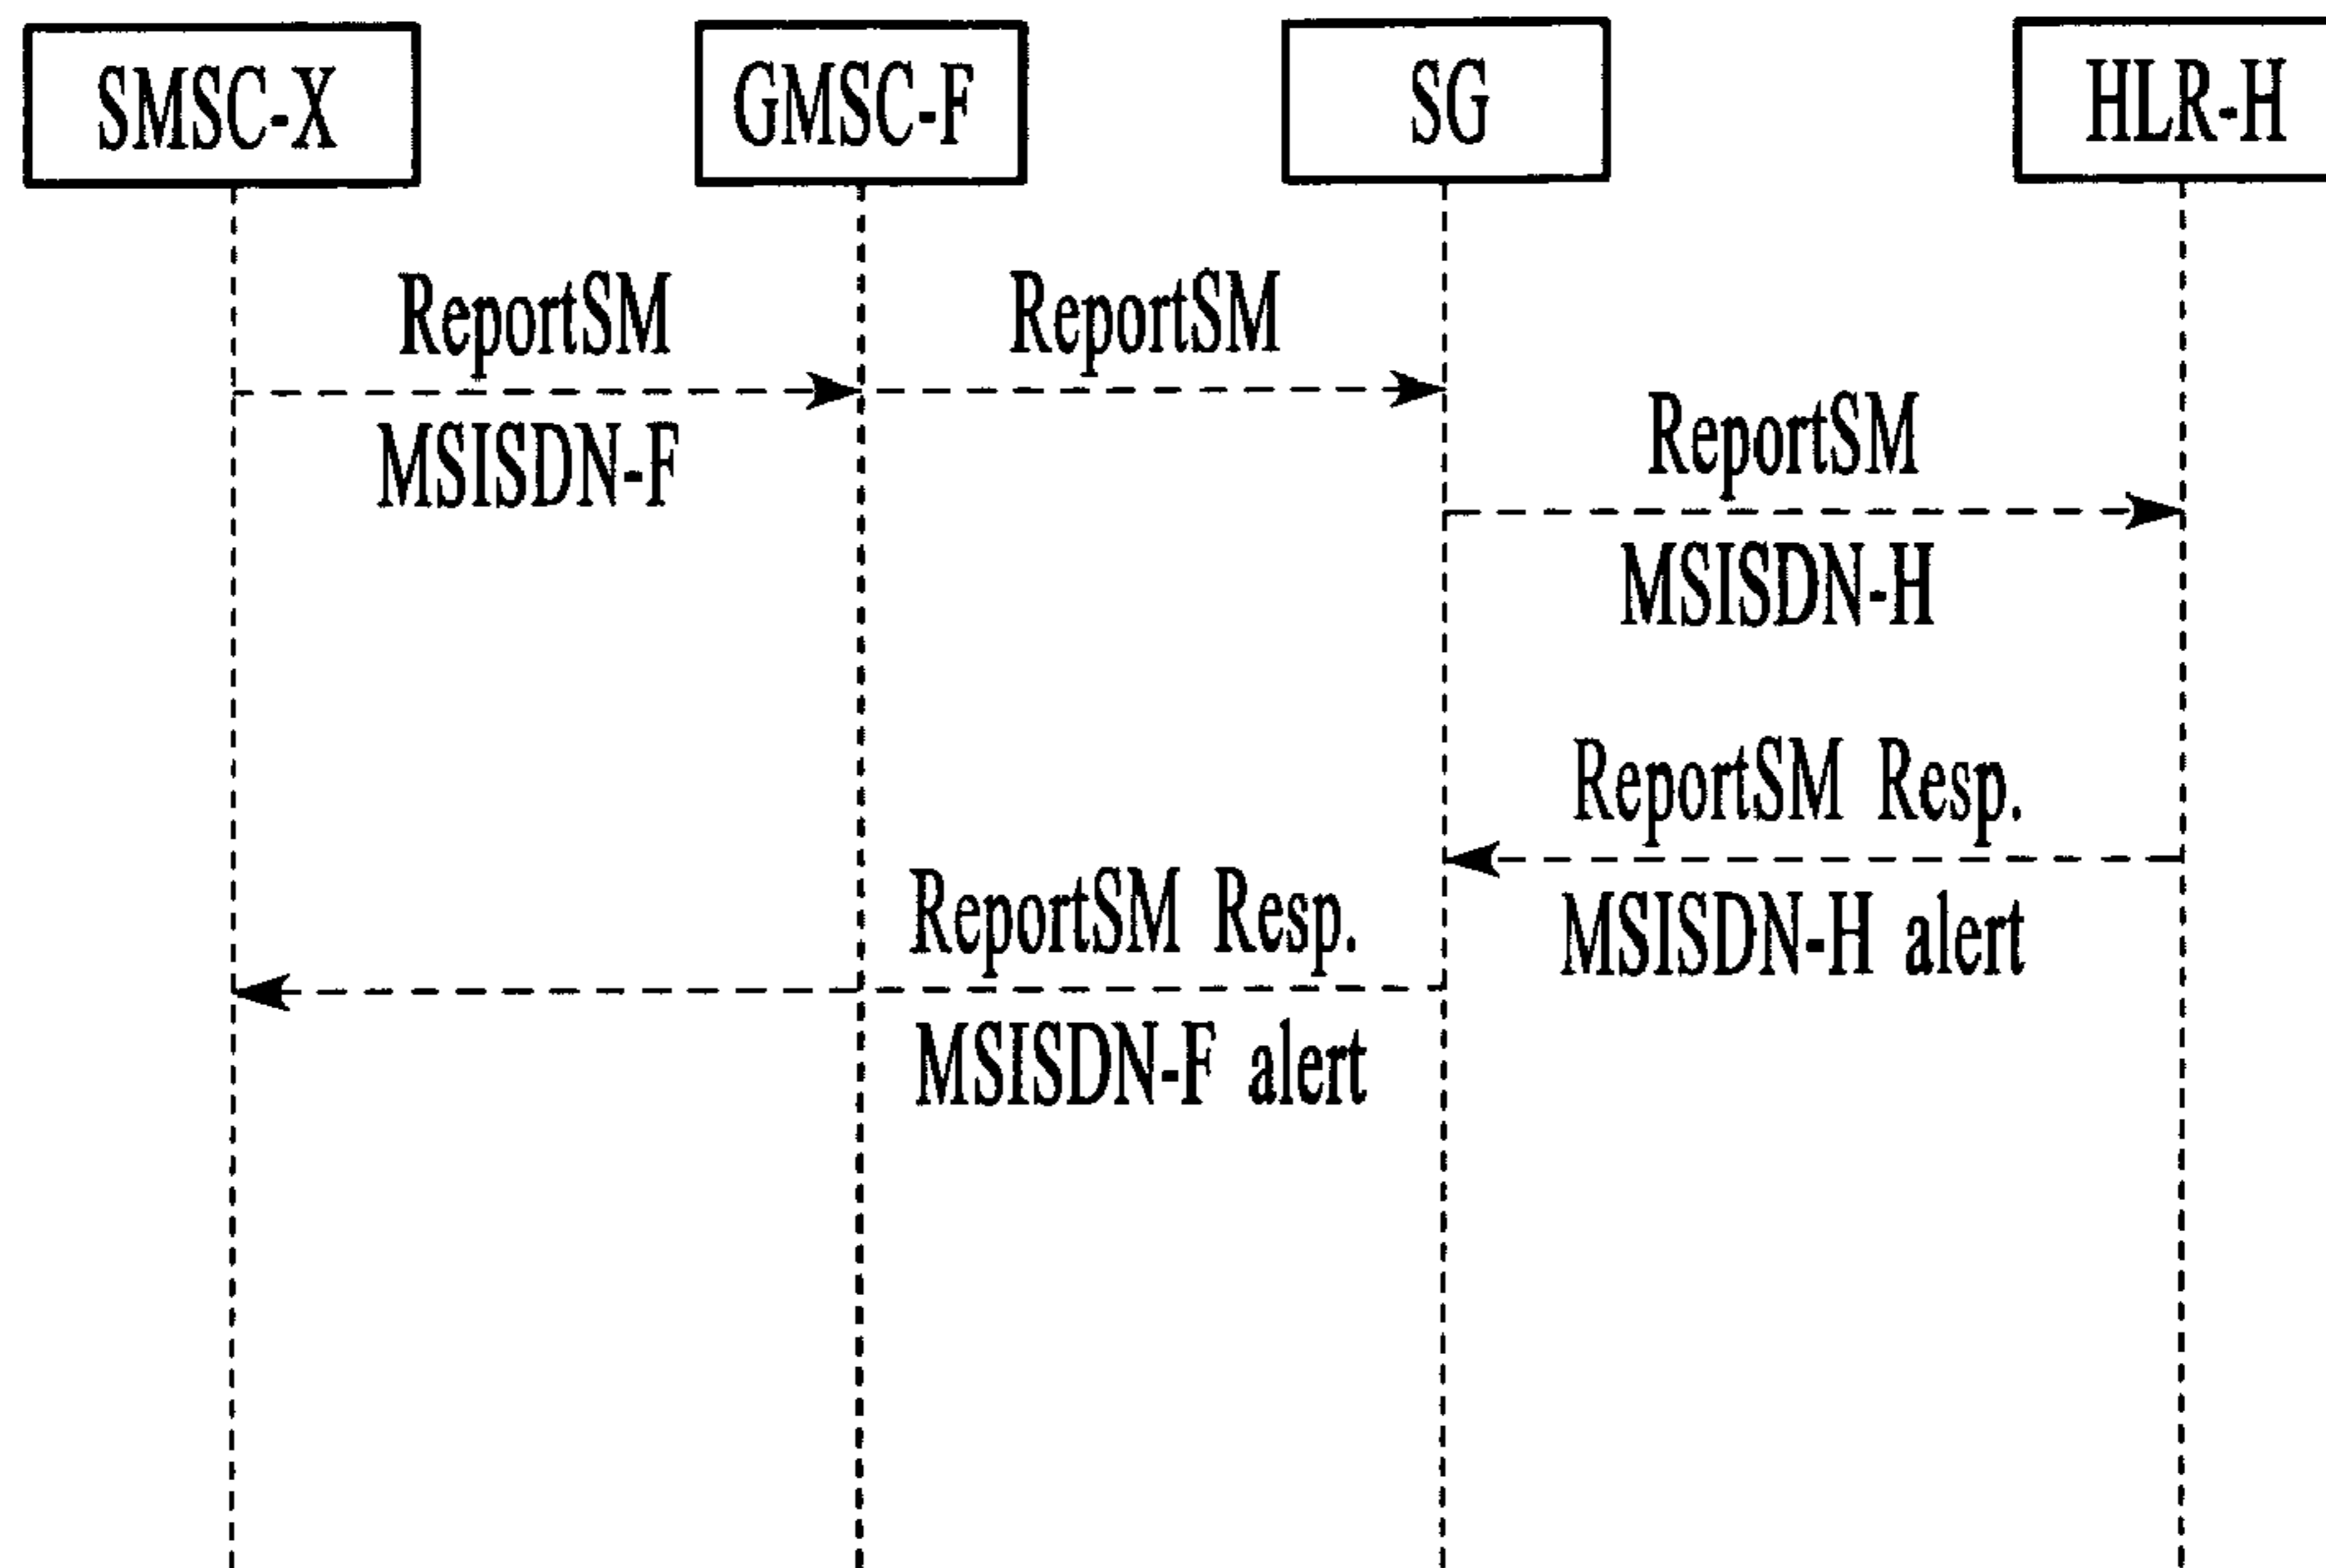 SMSC-X
GMSC-F
SG
HLR-H
ReportSM
MSISDN-F
ReportSM
ReportSM
MSISDN-H
ReportSM Resp.
MSISDN-H alert
ReportSM Resp.
MSISDN-F alert